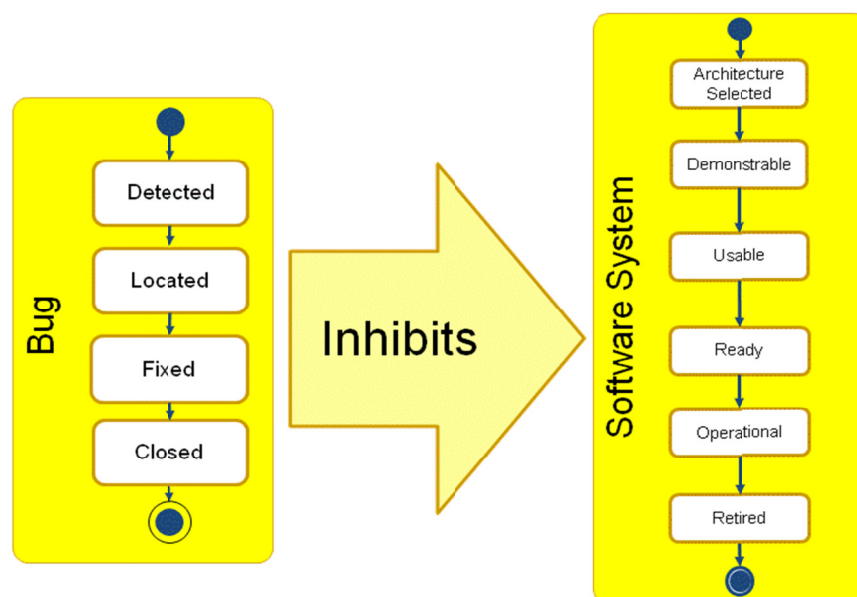 Bug
Detected
Located
Fixed
Closed
Inhibits
Software System
Architecture
Selected
Demonstrable
Usable
Ready
Operational
Retired